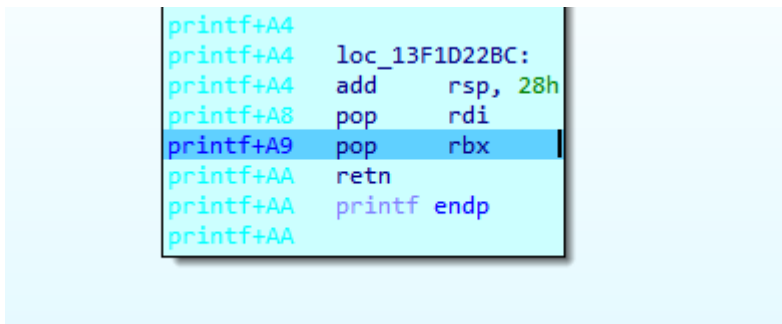 printf+A4
printf+A4 loc_13F1D22BC:
printf+A4 add rsp, 28h
printf+A8 pop rdi
printf+A9 pop rbx
printf+AA retn
printf+AA printf endp
printf+AA